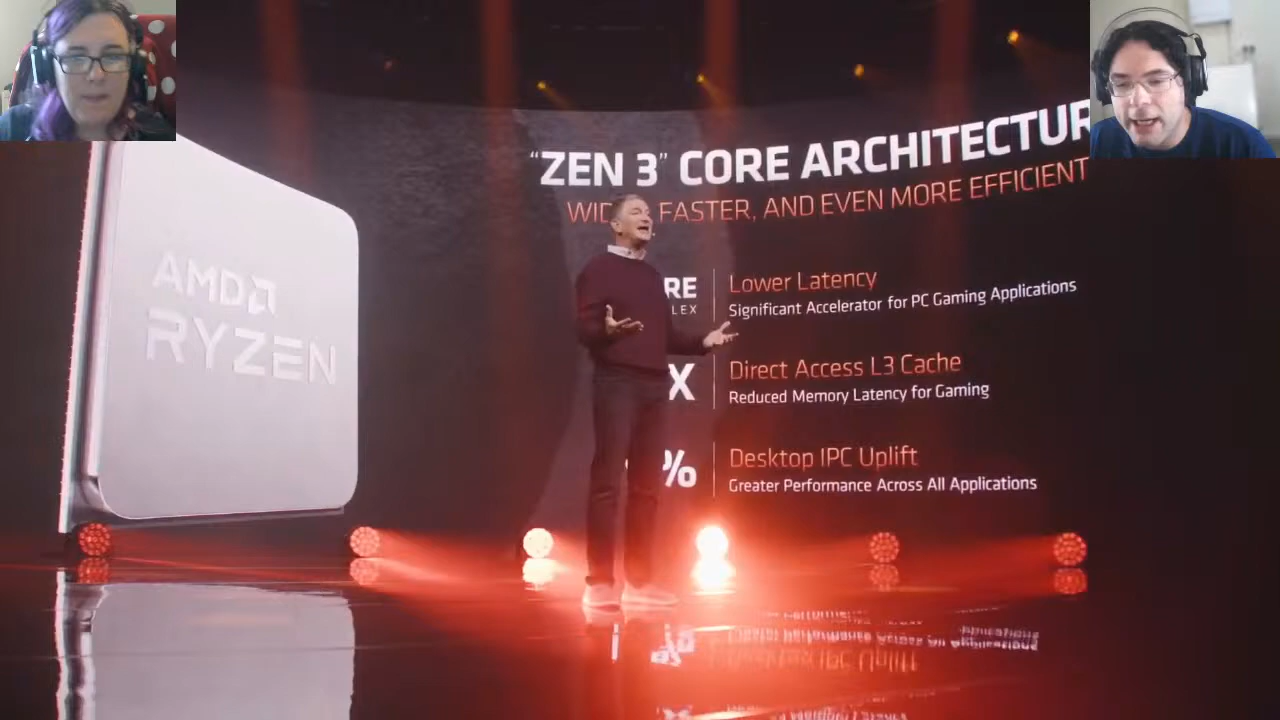 AMD
RYZEN
"ZEN 3" CORE ARCHITECTUR
FASTER, AND EVEN MORE EFFICIENT
RE
LEX
Lower Latency
Significant Accelerator for PC Gaming Applications
X
Direct Access L3 Cache
Reduced Memory Latency for Gaming
%
Desktop IPC Uplift
Greater Performance Across All Applications